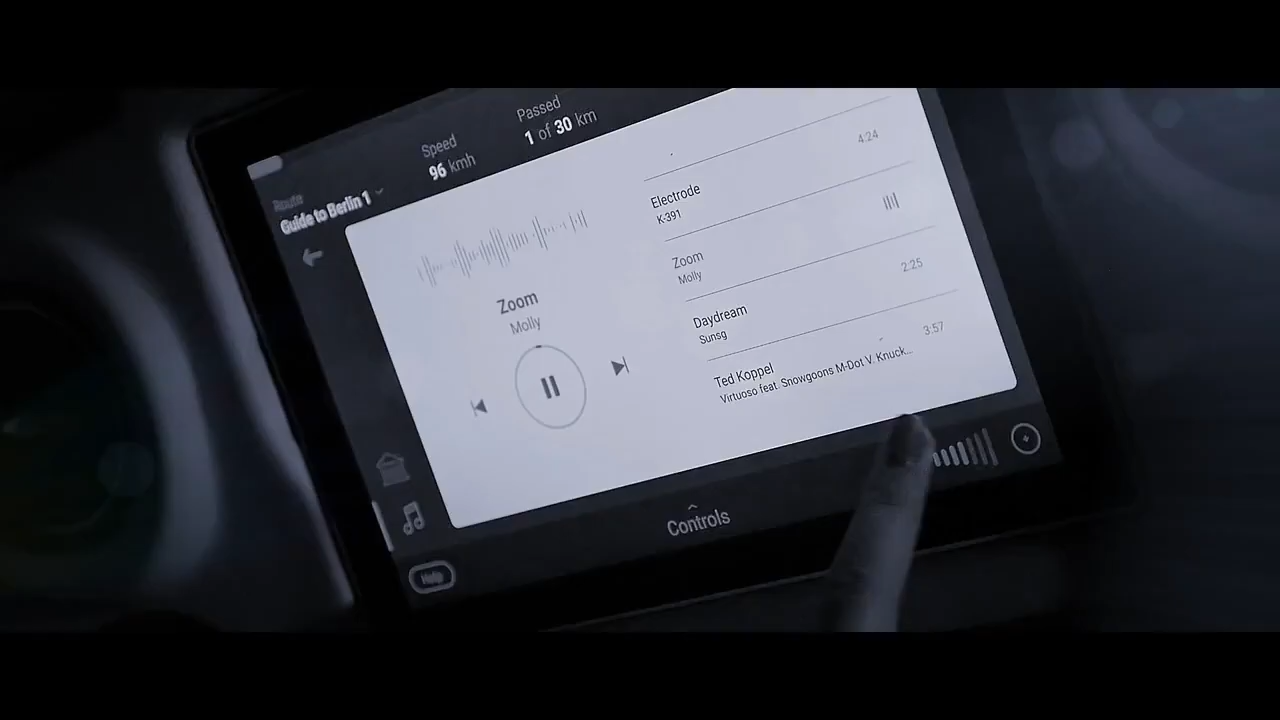 Speed
96 kmh
Passed
1 of 30 km
Route
Guide to Berlin 1
Zoom
Molly
4:24
Electrode
K-391
Zoom
Molly
2:25
Daydream
Sunsg
3:57
Ted Koppel
Virtuoso feat. Snowgoons M-Dot V. Knuck...
Controls
Help